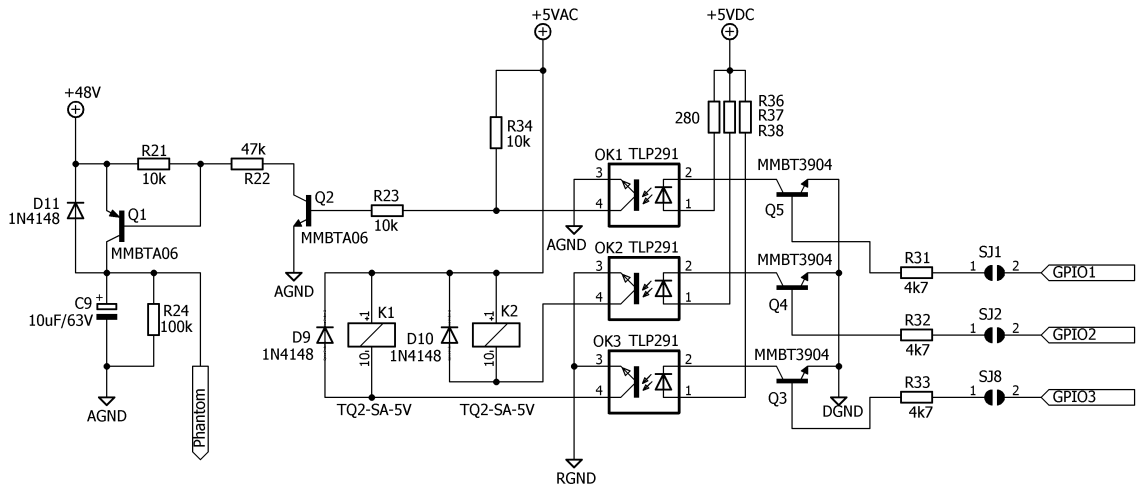 +5VAC
+5VDC
+48V
R21
10k
47k
R22
R34
10k
280
R36
R37
R38
OK1 TLP291
3
4
2
1
MMBT3904
Q5
D11
1N4148
Q1
MMBTA06
Q2
MMBTA06
R23
10k
AGND
AGND
OK2 TLP291
3
4
2
1
MMBT3904
Q4
R31
4k7
1
SJ1
2
GPIO1
C9
+
10uF/63V
R24
100k
D9
1N4148
+1
K1
10
D10
1N4148
+1
K2
10
R32
4k7
1
SJ2
2
GPIO2
OK3 TLP291
3
4
2
1
MMBT3904
Q3
R33
4k7
1
SJ8
2
GPIO3
AGND
Phantom
TQ2-SA-5V
TQ2-SA-5V
DGND
RGND